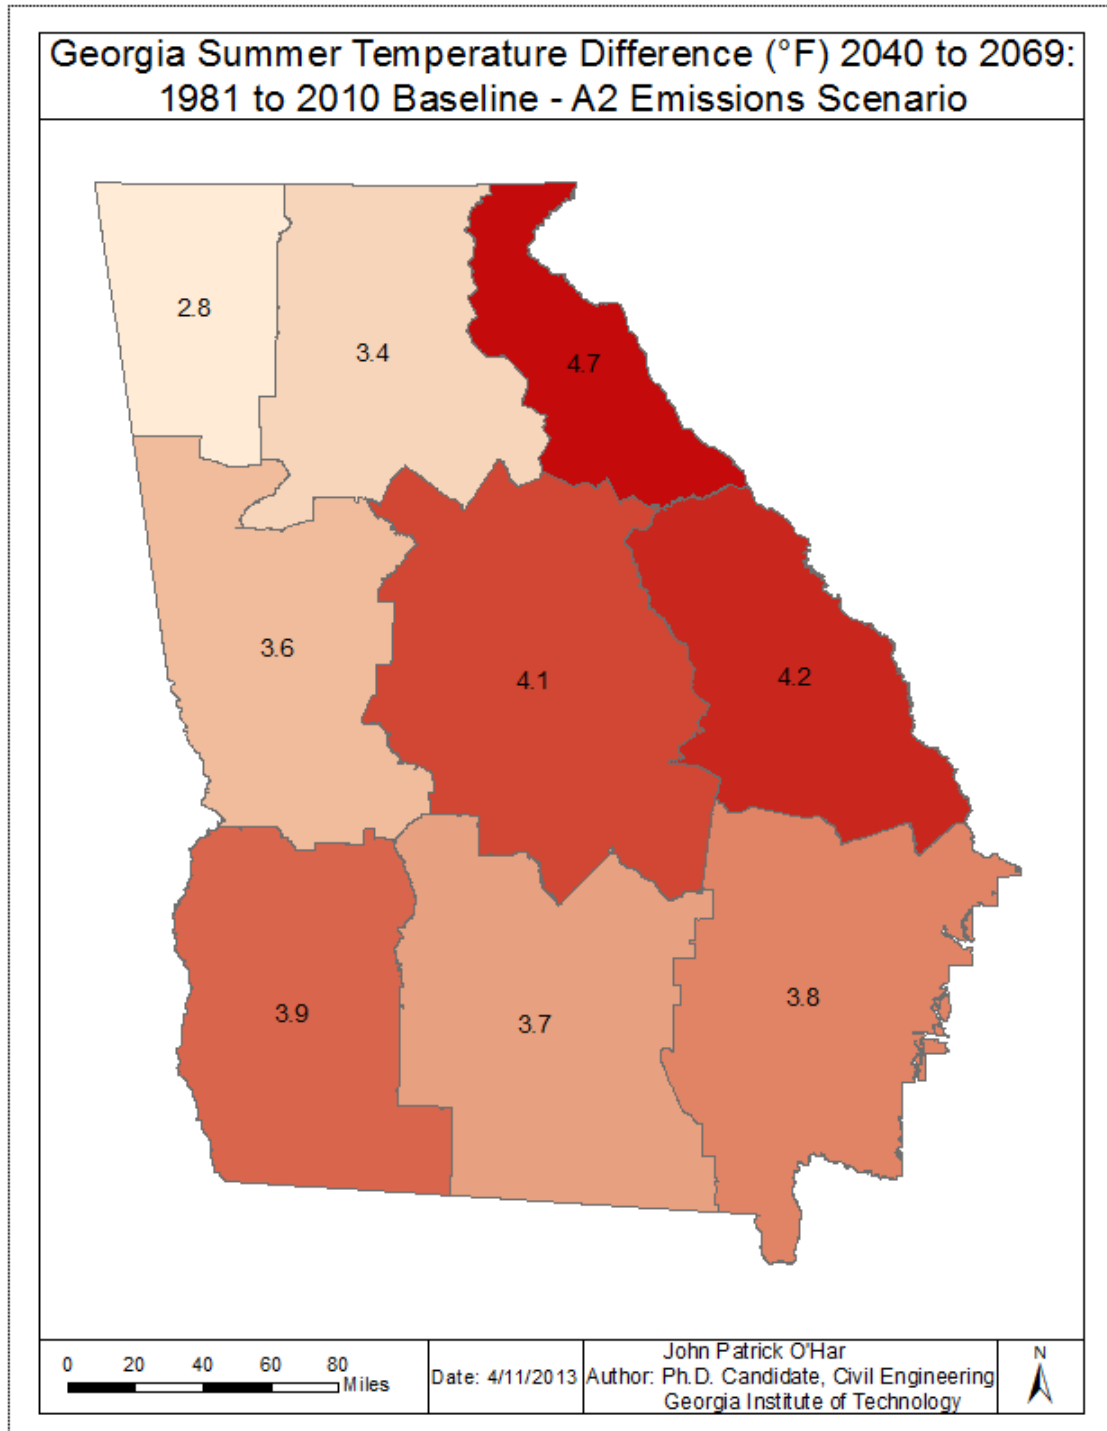 Georgia Summer Temperature Difference (°F) 2040 to 2069:
1981 to 2010 Baseline - A2 Emissions Scenario
2.8
3.4
4.7
3.6
4.1
4.2
3.9
3.7
3.8
0 20 40 60 80
Miles
Date: 4/11/2013
John Patrick O'Har
Author: Ph.D. Candidate, Civil Engineering
Georgia Institute of Technology
N